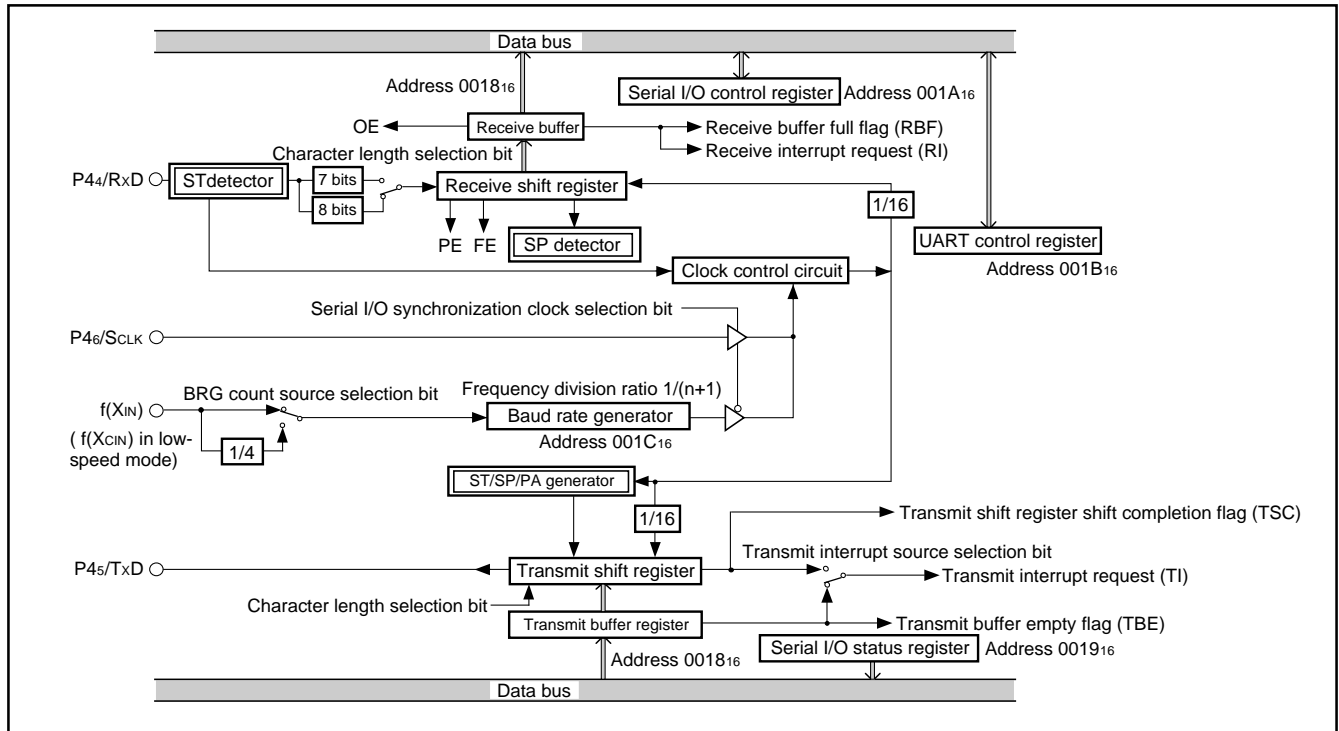 Data bus
Address 0018₁₆
Serial I/O control register
Address 001A₁₆
OE
Receive buffer
Receive buffer full flag (RBF)
Receive interrupt request (RI)
Character length selection bit
P4₄/RxD
STdetector
7 bits
8 bits
Receive shift register
1/16
PE
FE
SP detector
UART control register
Address 001B₁₆
Clock control circuit
Serial I/O synchronization clock selection bit
P4₆/SCLK
BRG count source selection bit
Frequency division ratio 1/(n+1)
f(XIN)
Baud rate generator
Address 001C₁₆
( f(XCIN) in low-
speed mode)
1/4
ST/SP/PA generator
1/16
Transmit shift register shift completion flag (TSC)
Transmit interrupt source selection bit
P4₅/TxD
Transmit shift register
Transmit interrupt request (TI)
Character length selection bit
Transmit buffer register
Transmit buffer empty flag (TBE)
Address 0018₁₆
Serial I/O status register
Address 0019₁₆
Data bus